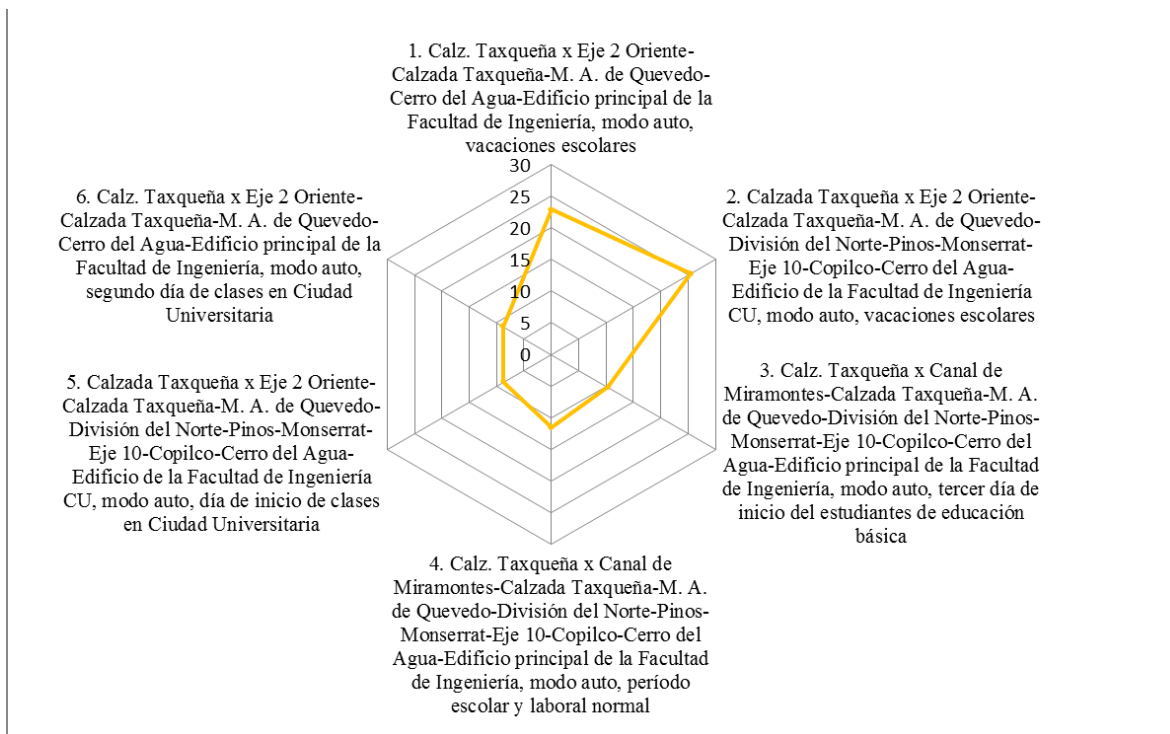 1. Calz. Taxqueña x Eje 2 Oriente-
Calzada Taxqueña-M. A. de Quevedo-
Cerro del Agua-Edificio principal de la
Facultad de Ingeniería, modo auto,
vacaciones escolares
30
25
20
15
10
5
0
2. Calzada Taxqueña x Eje 2 Oriente-
Calzada Taxqueña-M. A. de Quevedo-
División del Norte-Pinos-Monserrat-
Eje 10-Copilco-Cerro del Agua-
Edificio de la Facultad de Ingeniería
CU, modo auto, vacaciones escolares
3. Calz. Taxqueña x Canal de
Miramontes-Calzada Taxqueña-M. A.
de Quevedo-División del Norte-Pinos-
Monserrat-Eje 10-Copilco-Cerro del
Agua-Edificio principal de la Facultad
de Ingeniería, modo auto, tercer día de
inicio del estudiantes de educación
básica
4. Calz. Taxqueña x Canal de
Miramontes-Calzada Taxqueña-M. A.
de Quevedo-División del Norte-Pinos-
Monserrat-Eje 10-Copilco-Cerro del
Agua-Edificio principal de la Facultad
de Ingeniería, modo auto, período
escolar y laboral normal
5. Calzada Taxqueña x Eje 2 Oriente-
Calzada Taxqueña-M. A. de Quevedo-
División del Norte-Pinos-Monserrat-
Eje 10-Copilco-Cerro del Agua-
Edificio de la Facultad de Ingeniería
CU, modo auto, día de inicio de clases
en Ciudad Universitaria
6. Calz. Taxqueña x Eje 2 Oriente-
Calzada Taxqueña-M. A. de Quevedo-
Cerro del Agua-Edificio principal de la
Facultad de Ingeniería, modo auto,
segundo día de clases en Ciudad
Universitaria